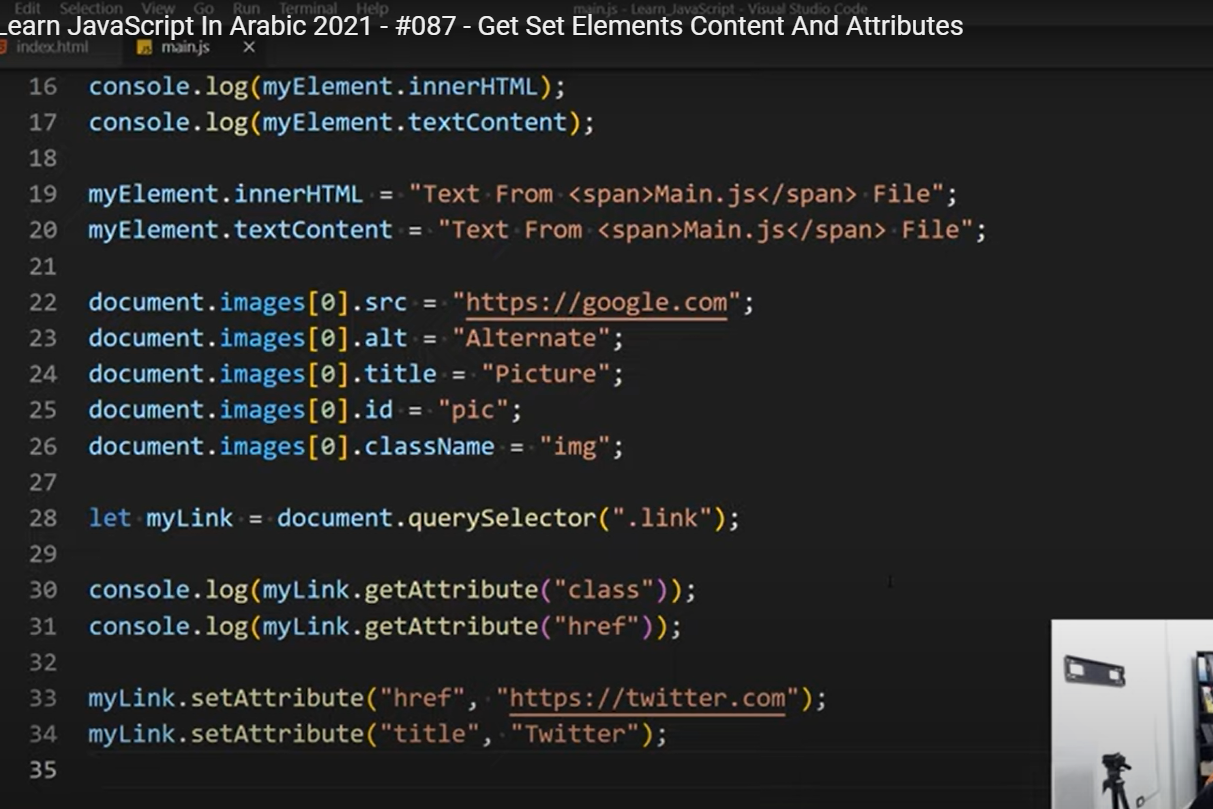 Edit Selection View Go Run Terminal Help main.js - Learn_JavaScript - Visual Studio Code
Learn JavaScript In Arabic 2021 - #087 - Get Set Elements Content And Attributes
index.html main.js
16 console.log(myElement.innerHTML);
17 console.log(myElement.textContent);
18
19 myElement.innerHTML = "Text From <span>Main.js</span> File";
20 myElement.textContent = "Text From <span>Main.js</span> File";
21
22 document.images[0].src = "https://google.com";
23 document.images[0].alt = "Alternate";
24 document.images[0].title = "Picture";
25 document.images[0].id = "pic";
26 document.images[0].className = "img";
27
28 let myLink = document.querySelector(".link");
29
30 console.log(myLink.getAttribute("class"));
31 console.log(myLink.getAttribute("href"));
32
33 myLink.setAttribute("href", "https://twitter.com");
34 myLink.setAttribute("title", "Twitter");
35